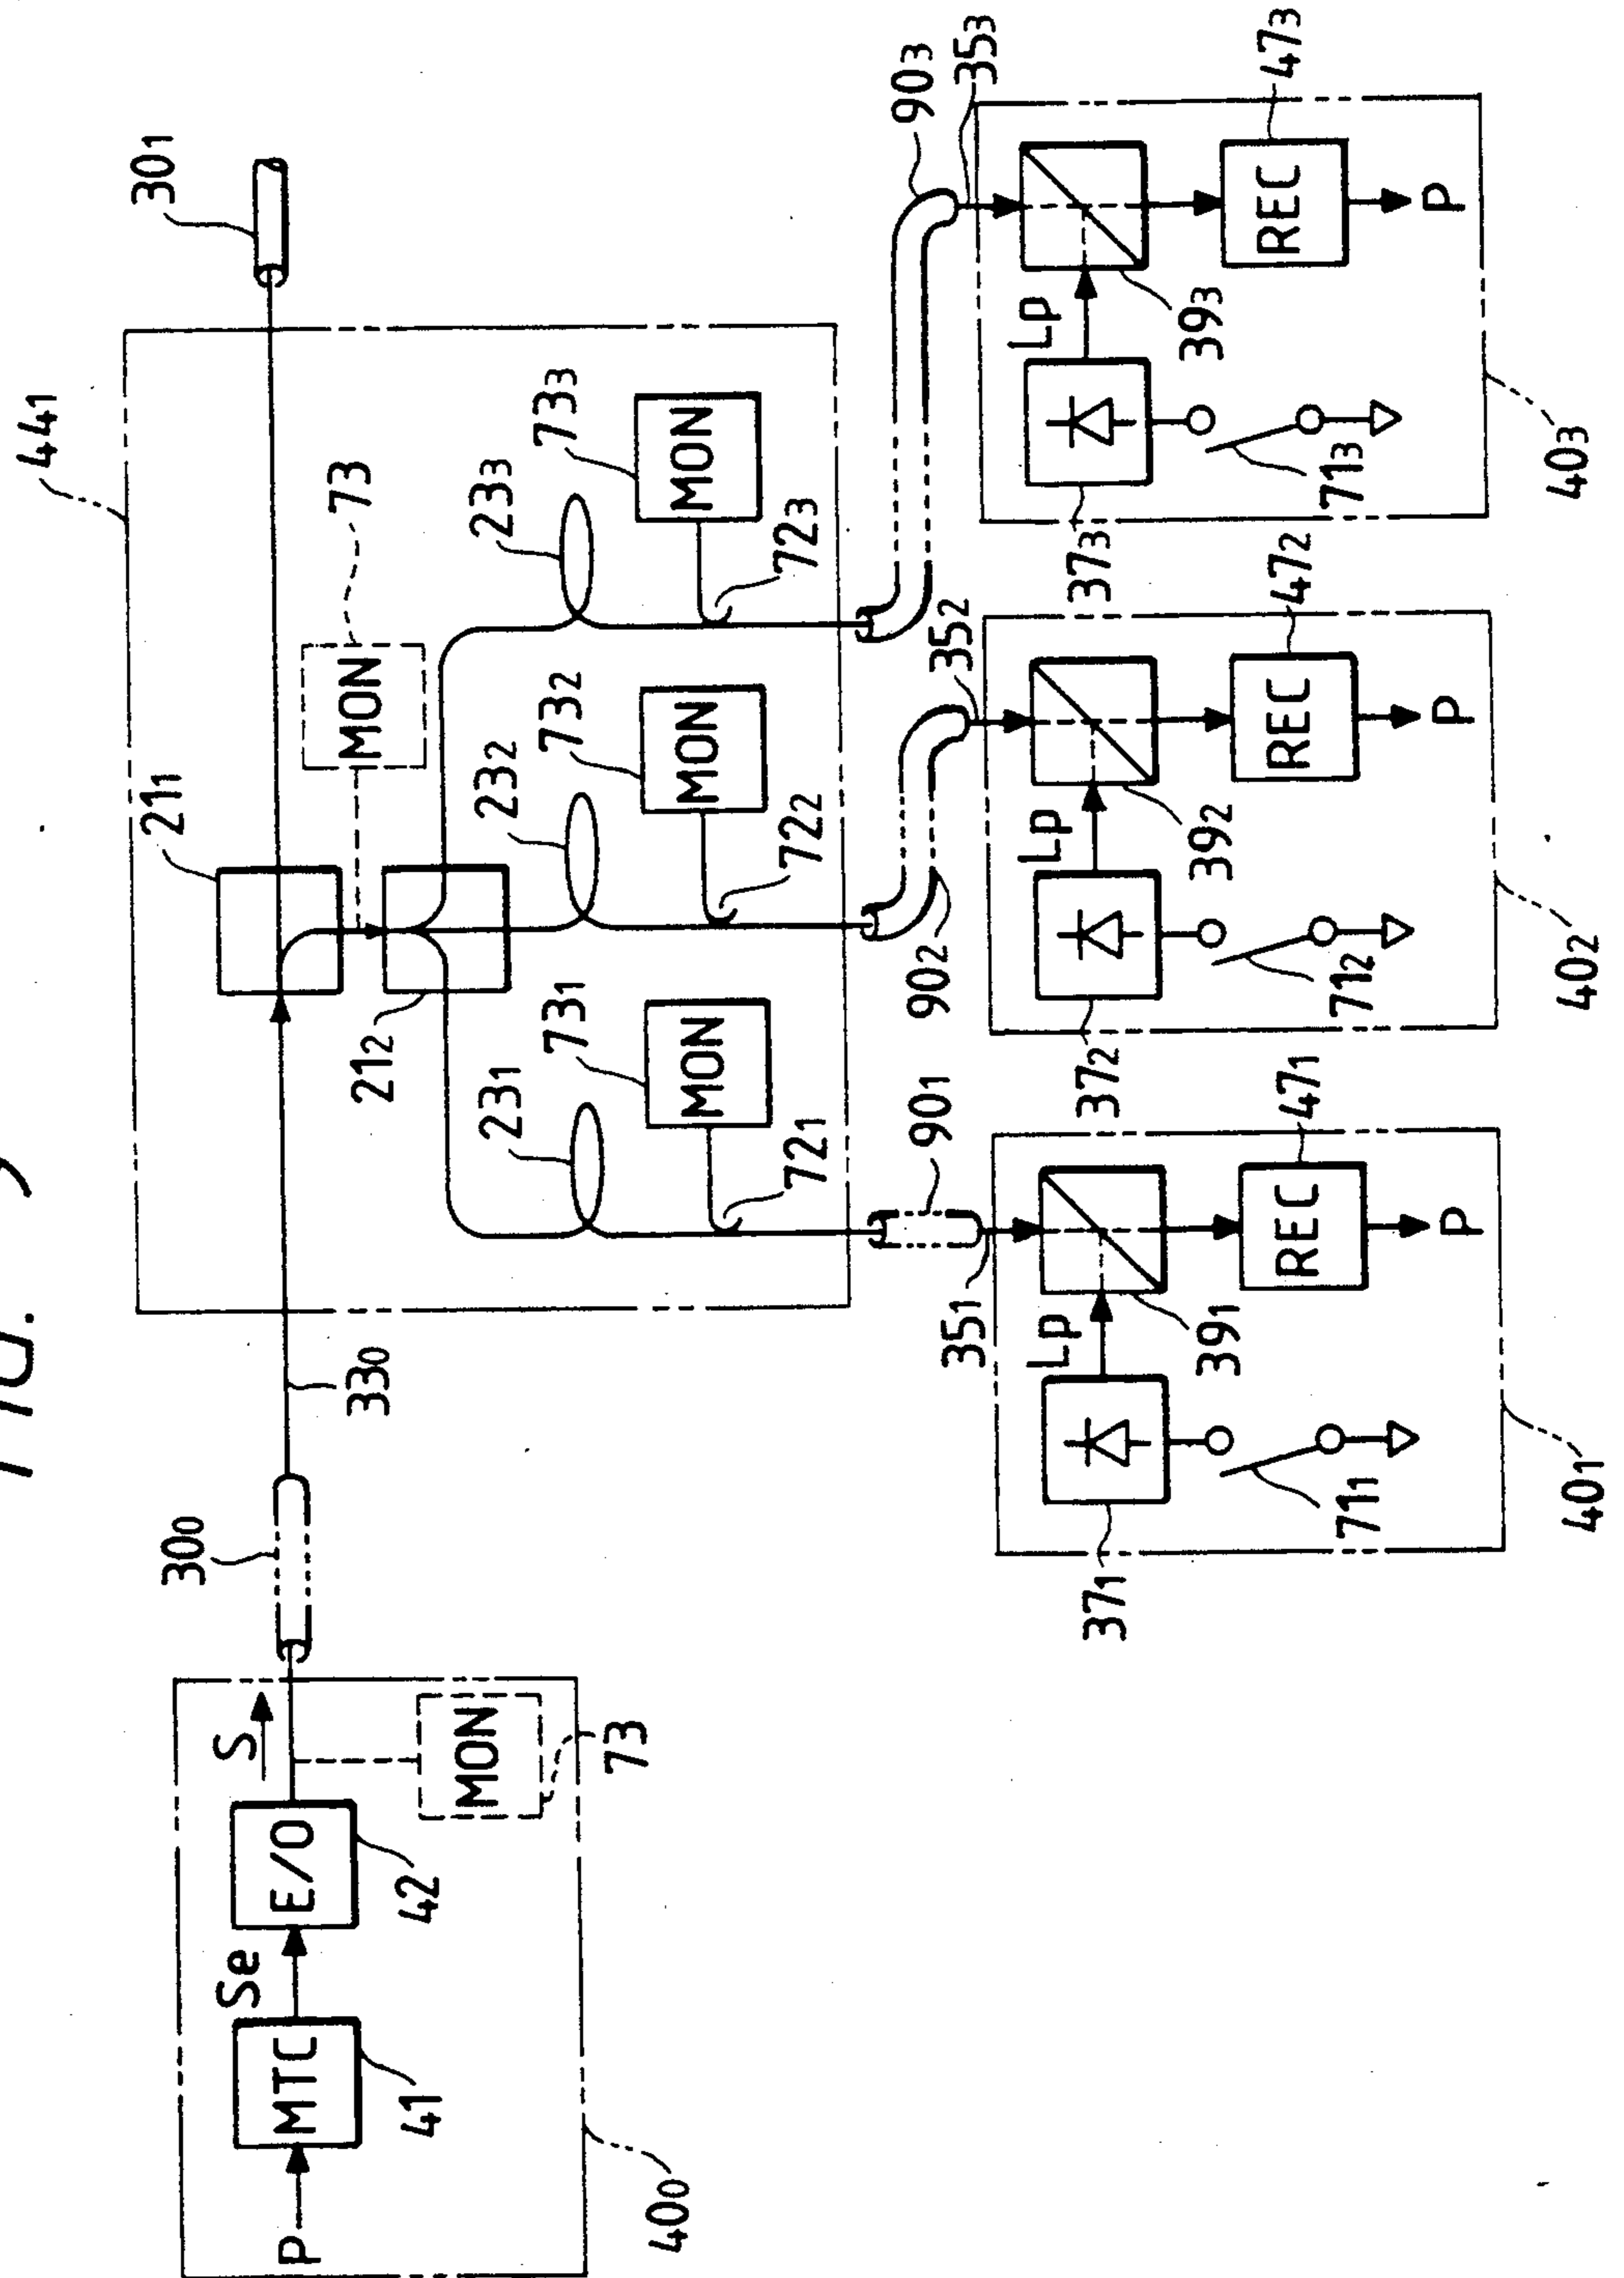 FIG. 9
44₁
30₀
33₀
21₁
30₁
S
MON
73
P
MTC
Se
E/O
41
42
MON
73
40₀
21₂
23₁
23₂
23₃
73₁
73₂
73₃
MON
MON
MON
72₁
72₂
72₃
90₁
90₂
90₃
35₁
35₂
35₃
37₁
Lp
39₁
47₁
REC
P
71₁
40₁
37₂
Lp
39₂
47₂
REC
P
71₂
40₂
37₃
Lp
39₃
47₃
REC
P
71₃
40₃